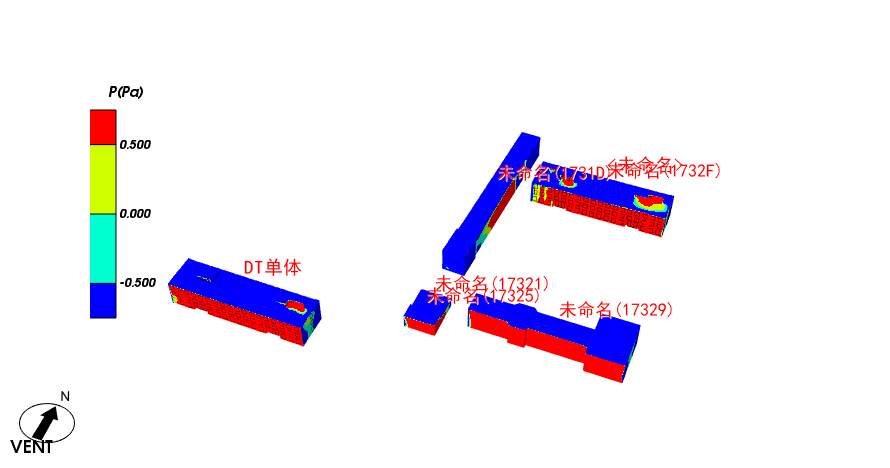 P(Pa)
0.500
0.000
-0.500
<未命名>
未命名(1731D)
未命名(1732F)
DT单体
未命名(17321)
未命名(17325)
未命名(17329)
N
VENT